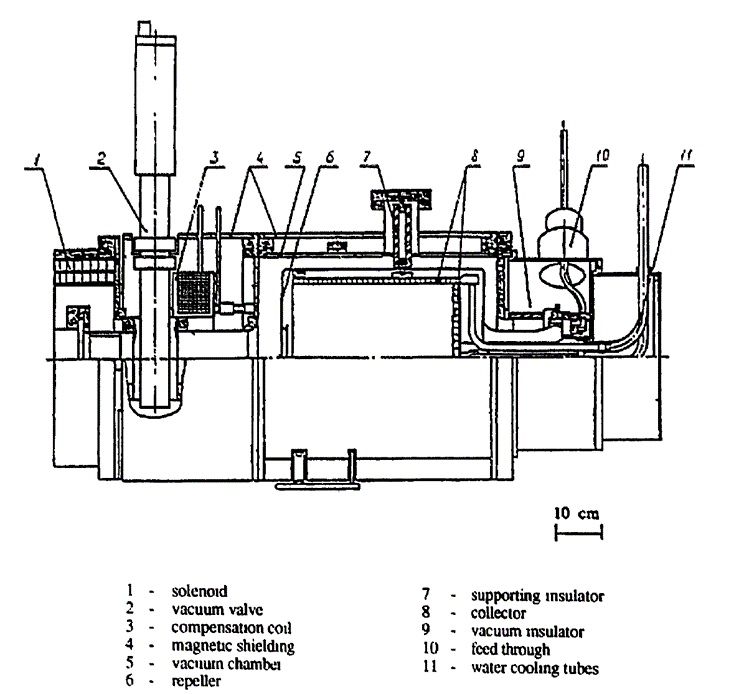 1 2 3 4 5 6 7 8 9 10 11
10 cm
1 - solenoid
2 - vacuum valve
3 - compensation coil
4 - magnetic shielding
5 - vacuum chamber
6 - repeller
7 - supporting insulator
8 - collector
9 - vacuum insulator
10 - feed through
11 - water cooling tubes